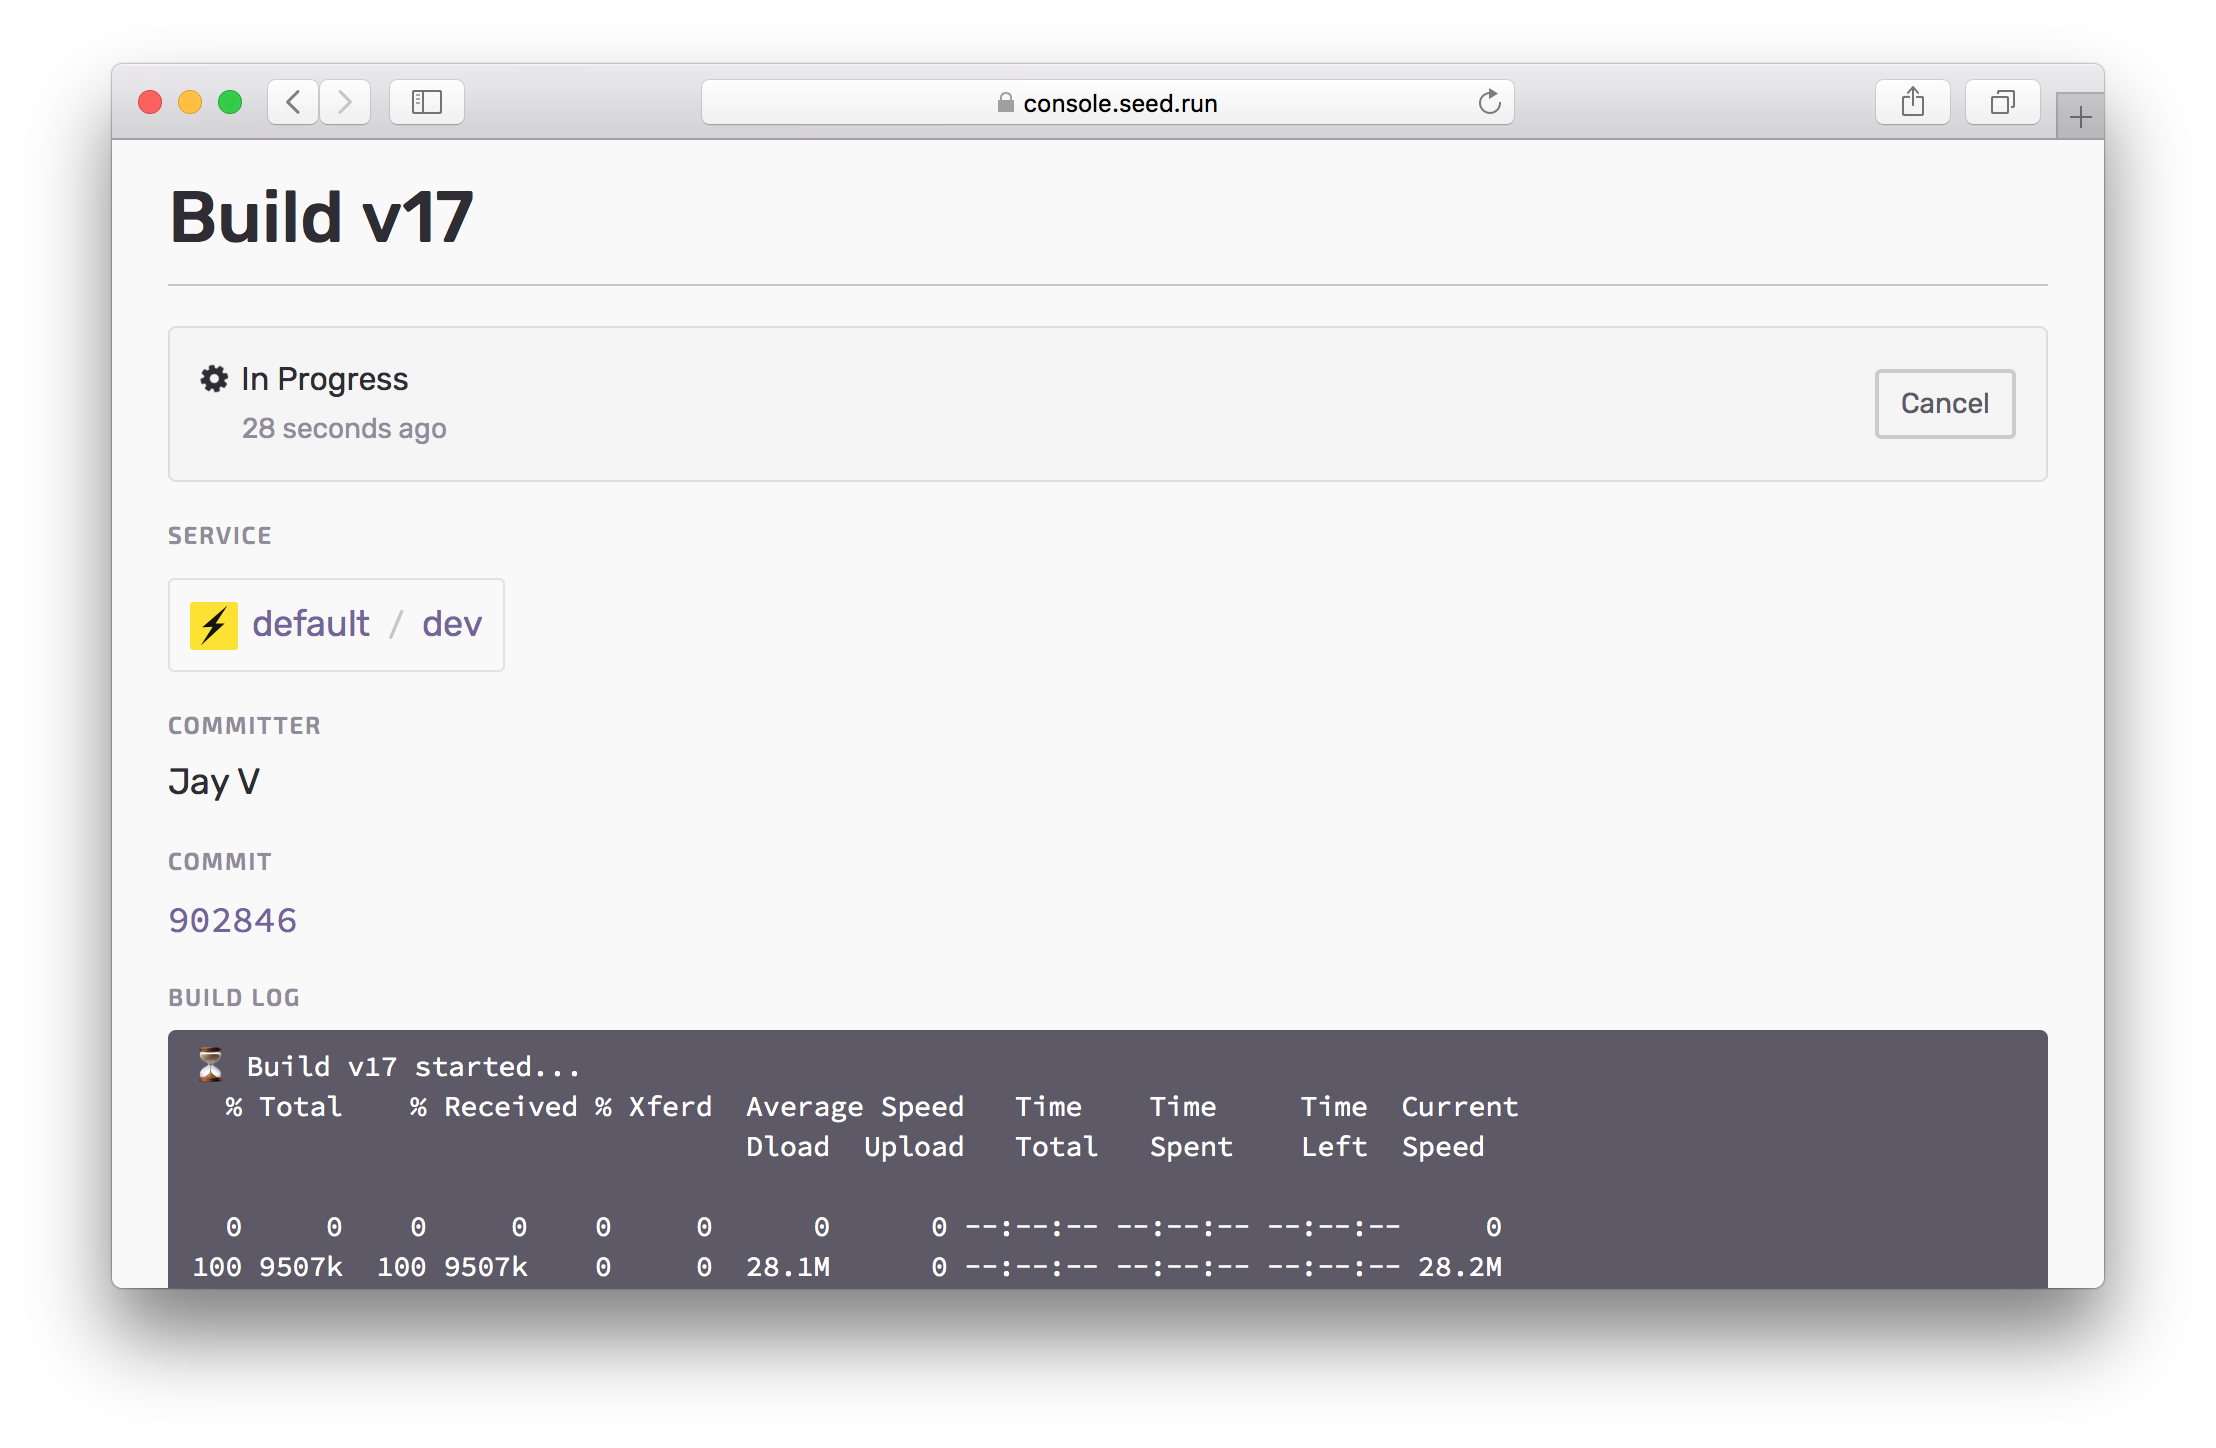 console.seed.run
Build v17
In Progress
28 seconds ago
Cancel
SERVICE
default / dev
COMMITTER
Jay V
COMMIT
902846
BUILD LOG
Build v17 started...
% Total % Received % Xferd Average Speed Time Time Time Current
Dload Upload Total Spent Left Speed
0 0 0 0 0 0 0 0 --:--:-- --:--:-- --:--:-- 0
100 9507k 100 9507k 0 0 28.1M 0 --:--:-- --:--:-- --:--:-- 28.2M